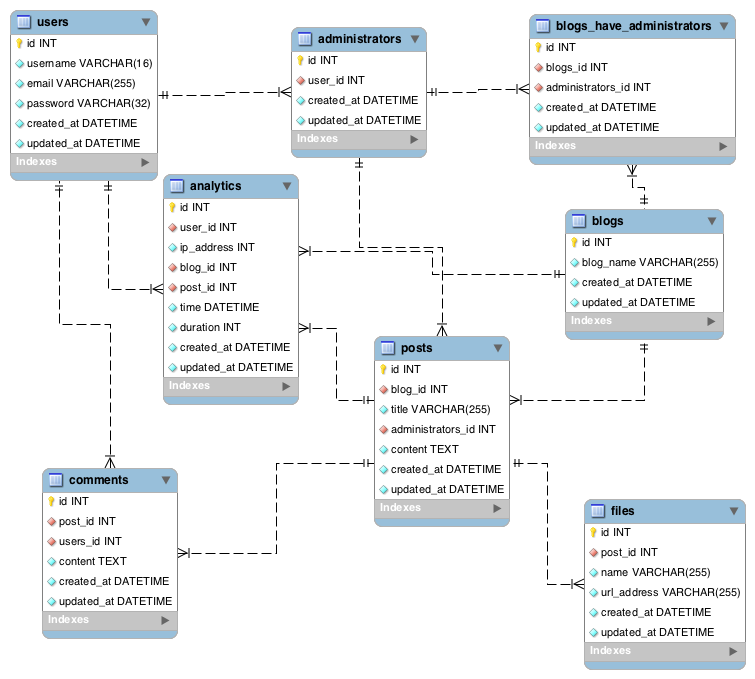 users
id INT
username VARCHAR(16)
email VARCHAR(255)
password VARCHAR(32)
created_at DATETIME
updated_at DATETIME
Indexes
administrators
id INT
user_id INT
created_at DATETIME
updated_at DATETIME
Indexes
blogs_have_administrators
id INT
blogs_id INT
administrators_id INT
created_at DATETIME
updated_at DATETIME
Indexes
analytics
id INT
user_id INT
ip_address INT
blog_id INT
post_id INT
time DATETIME
duration INT
created_at DATETIME
updated_at DATETIME
Indexes
blogs
id INT
blog_name VARCHAR(255)
created_at DATETIME
updated_at DATETIME
Indexes
posts
id INT
blog_id INT
title VARCHAR(255)
administrators_id INT
content TEXT
created_at DATETIME
updated_at DATETIME
Indexes
comments
id INT
post_id INT
users_id INT
content TEXT
created_at DATETIME
updated_at DATETIME
Indexes
files
id INT
post_id INT
name VARCHAR(255)
url_address VARCHAR(255)
created_at DATETIME
updated_at DATETIME
Indexes